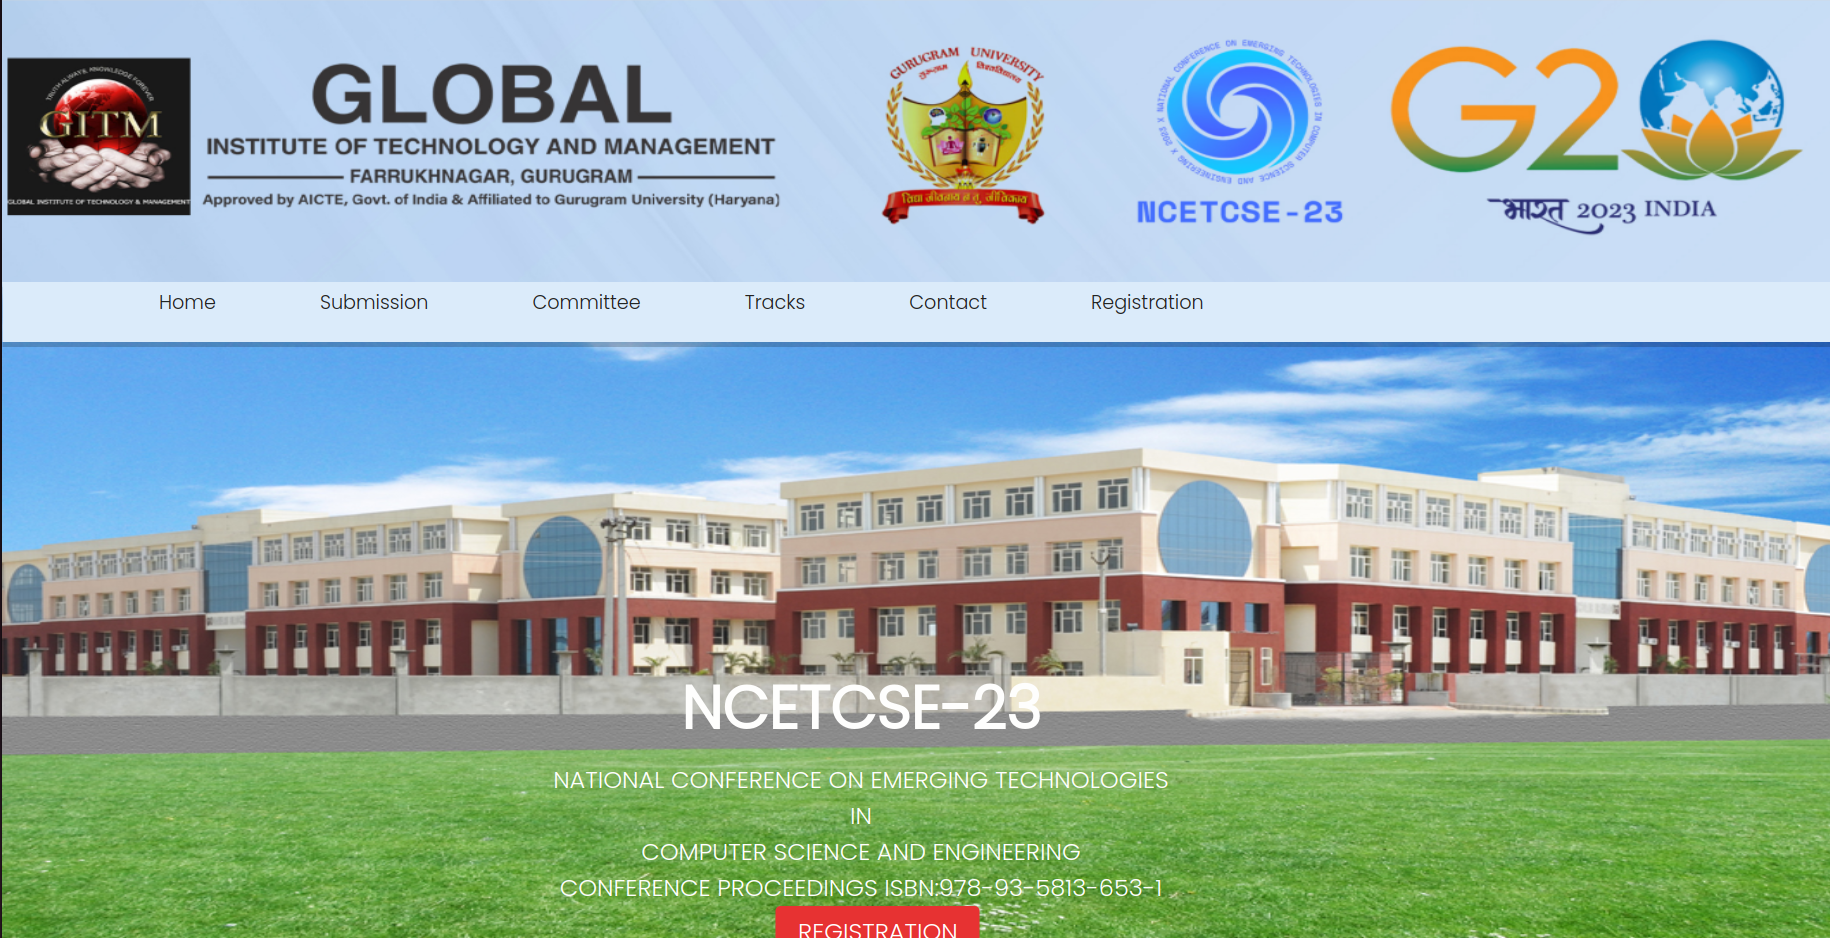 TRUTH ALWAYS, KNOWLEDGE FOREVER
GITM
GLOBAL INSTITUTE OF TECHNOLOGY & MANAGEMENT
GLOBAL
INSTITUTE OF TECHNOLOGY AND MANAGEMENT
FARRUKHNAGAR, GURUGRAM
Approved by AICTE, Govt. of India & Affiliated to Gurugram University (Haryana)
GURUGRAM UNIVERSITY
गुरुग्राम विश्वविद्यालय
NATIONAL CONFERENCE ON EMERGING TECHNOLOGIES IN COMPUTER SCIENCE AND ENGINEERING X 2023 X
NCETCSE-23
G20
भारत 2023 INDIA
Home Submission Committee Tracks Contact Registration
NCETCSE-23
NATIONAL CONFERENCE ON EMERGING TECHNOLOGIES
IN
COMPUTER SCIENCE AND ENGINEERING
CONFERENCE PROCEEDINGS ISBN:978-93-5813-653-1
REGISTRATION